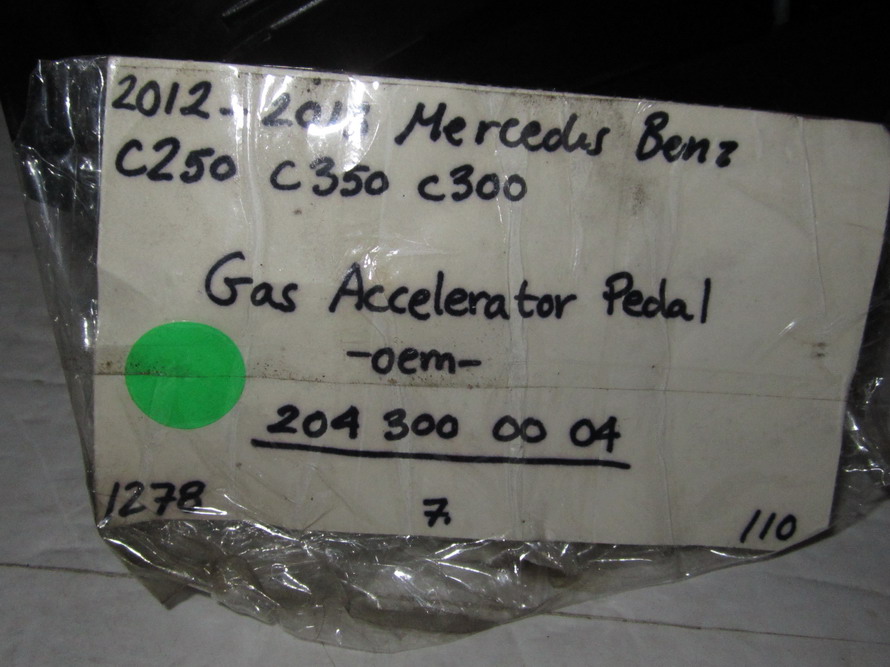 2012- Mercedes Benz
C250 C350 C300
Gas Accelerator Pedal
-oem-
204 300 00 04
1278 7. 110